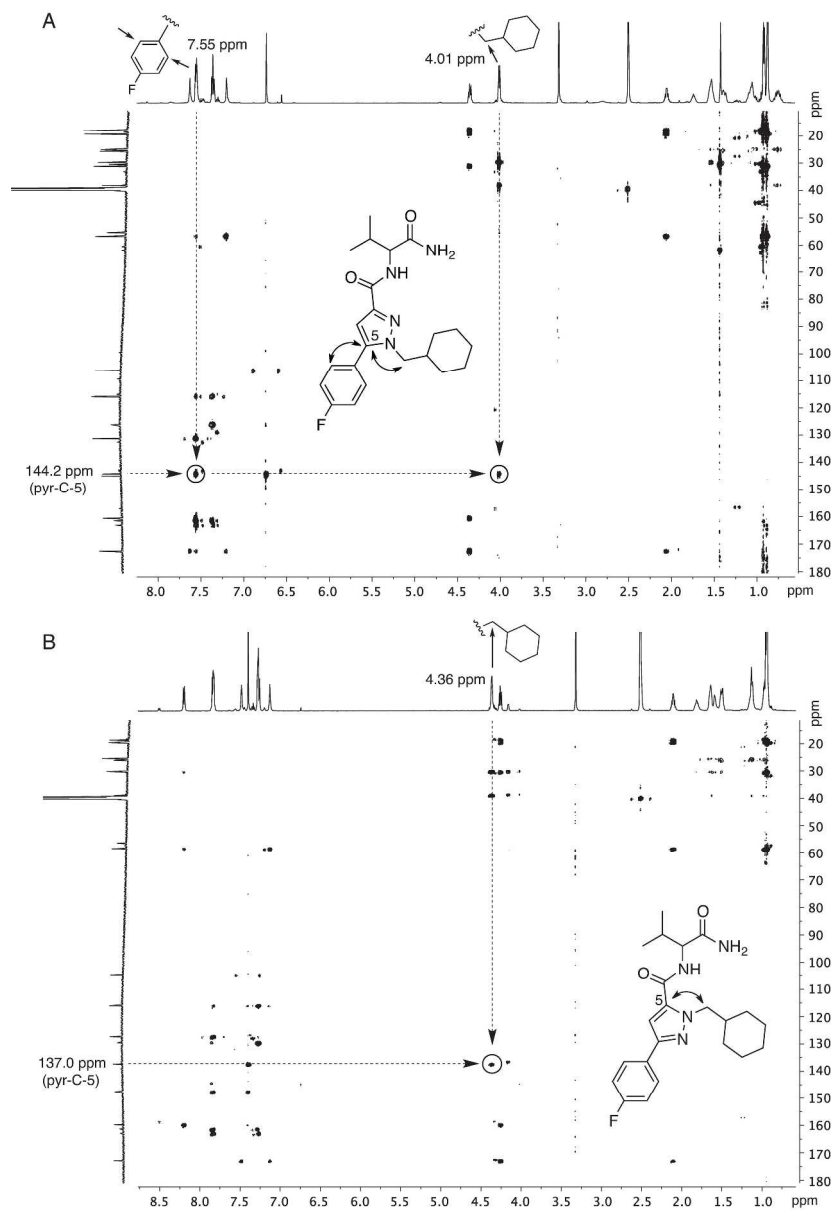 A
7.55 ppm
F
4.01 ppm
20
30
40
50
60
70
80
90
100
110
120
130
140
150
160
170
180
O
NH2
NH
O
N
N
5
F
144.2 ppm
(pyr-C-5)
8.0 7.5 7.0 6.5 6.0 5.5 5.0 4.5 4.0 3.5 3.0 2.5 2.0 1.5 1.0 ppm
ppm
B
4.36 ppm
20
30
40
50
60
70
80
90
100
110
120
130
140
150
160
170
180
O
NH2
NH
O
5
N
N
F
137.0 ppm
(pyr-C-5)
8.5 8.0 7.5 7.0 6.5 6.0 5.5 5.0 4.5 4.0 3.5 3.0 2.5 2.0 1.5 1.0 ppm
ppm